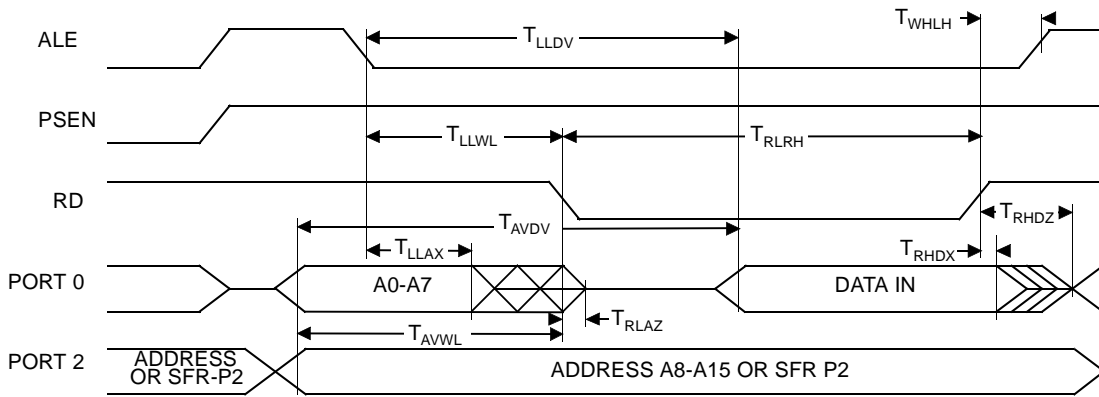 T_WHLH
ALE
T_LLDV
PSEN
T_LLWL
T_RLRH
RD
T_AVDV
T_RHDZ
T_LLAX
T_RHDX
PORT 0
A0-A7
DATA IN
T_RLAZ
T_AVWL
PORT 2
ADDRESS
OR SFR-P2
ADDRESS A8-A15 OR SFR P2